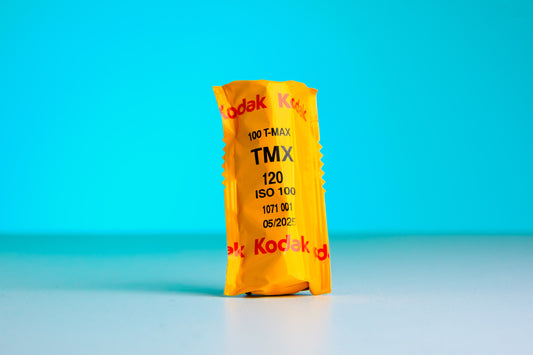 Kodak Kodak
100 T-MAX
TMX
120
ISO 100
1071 001
05/2025
Kodak